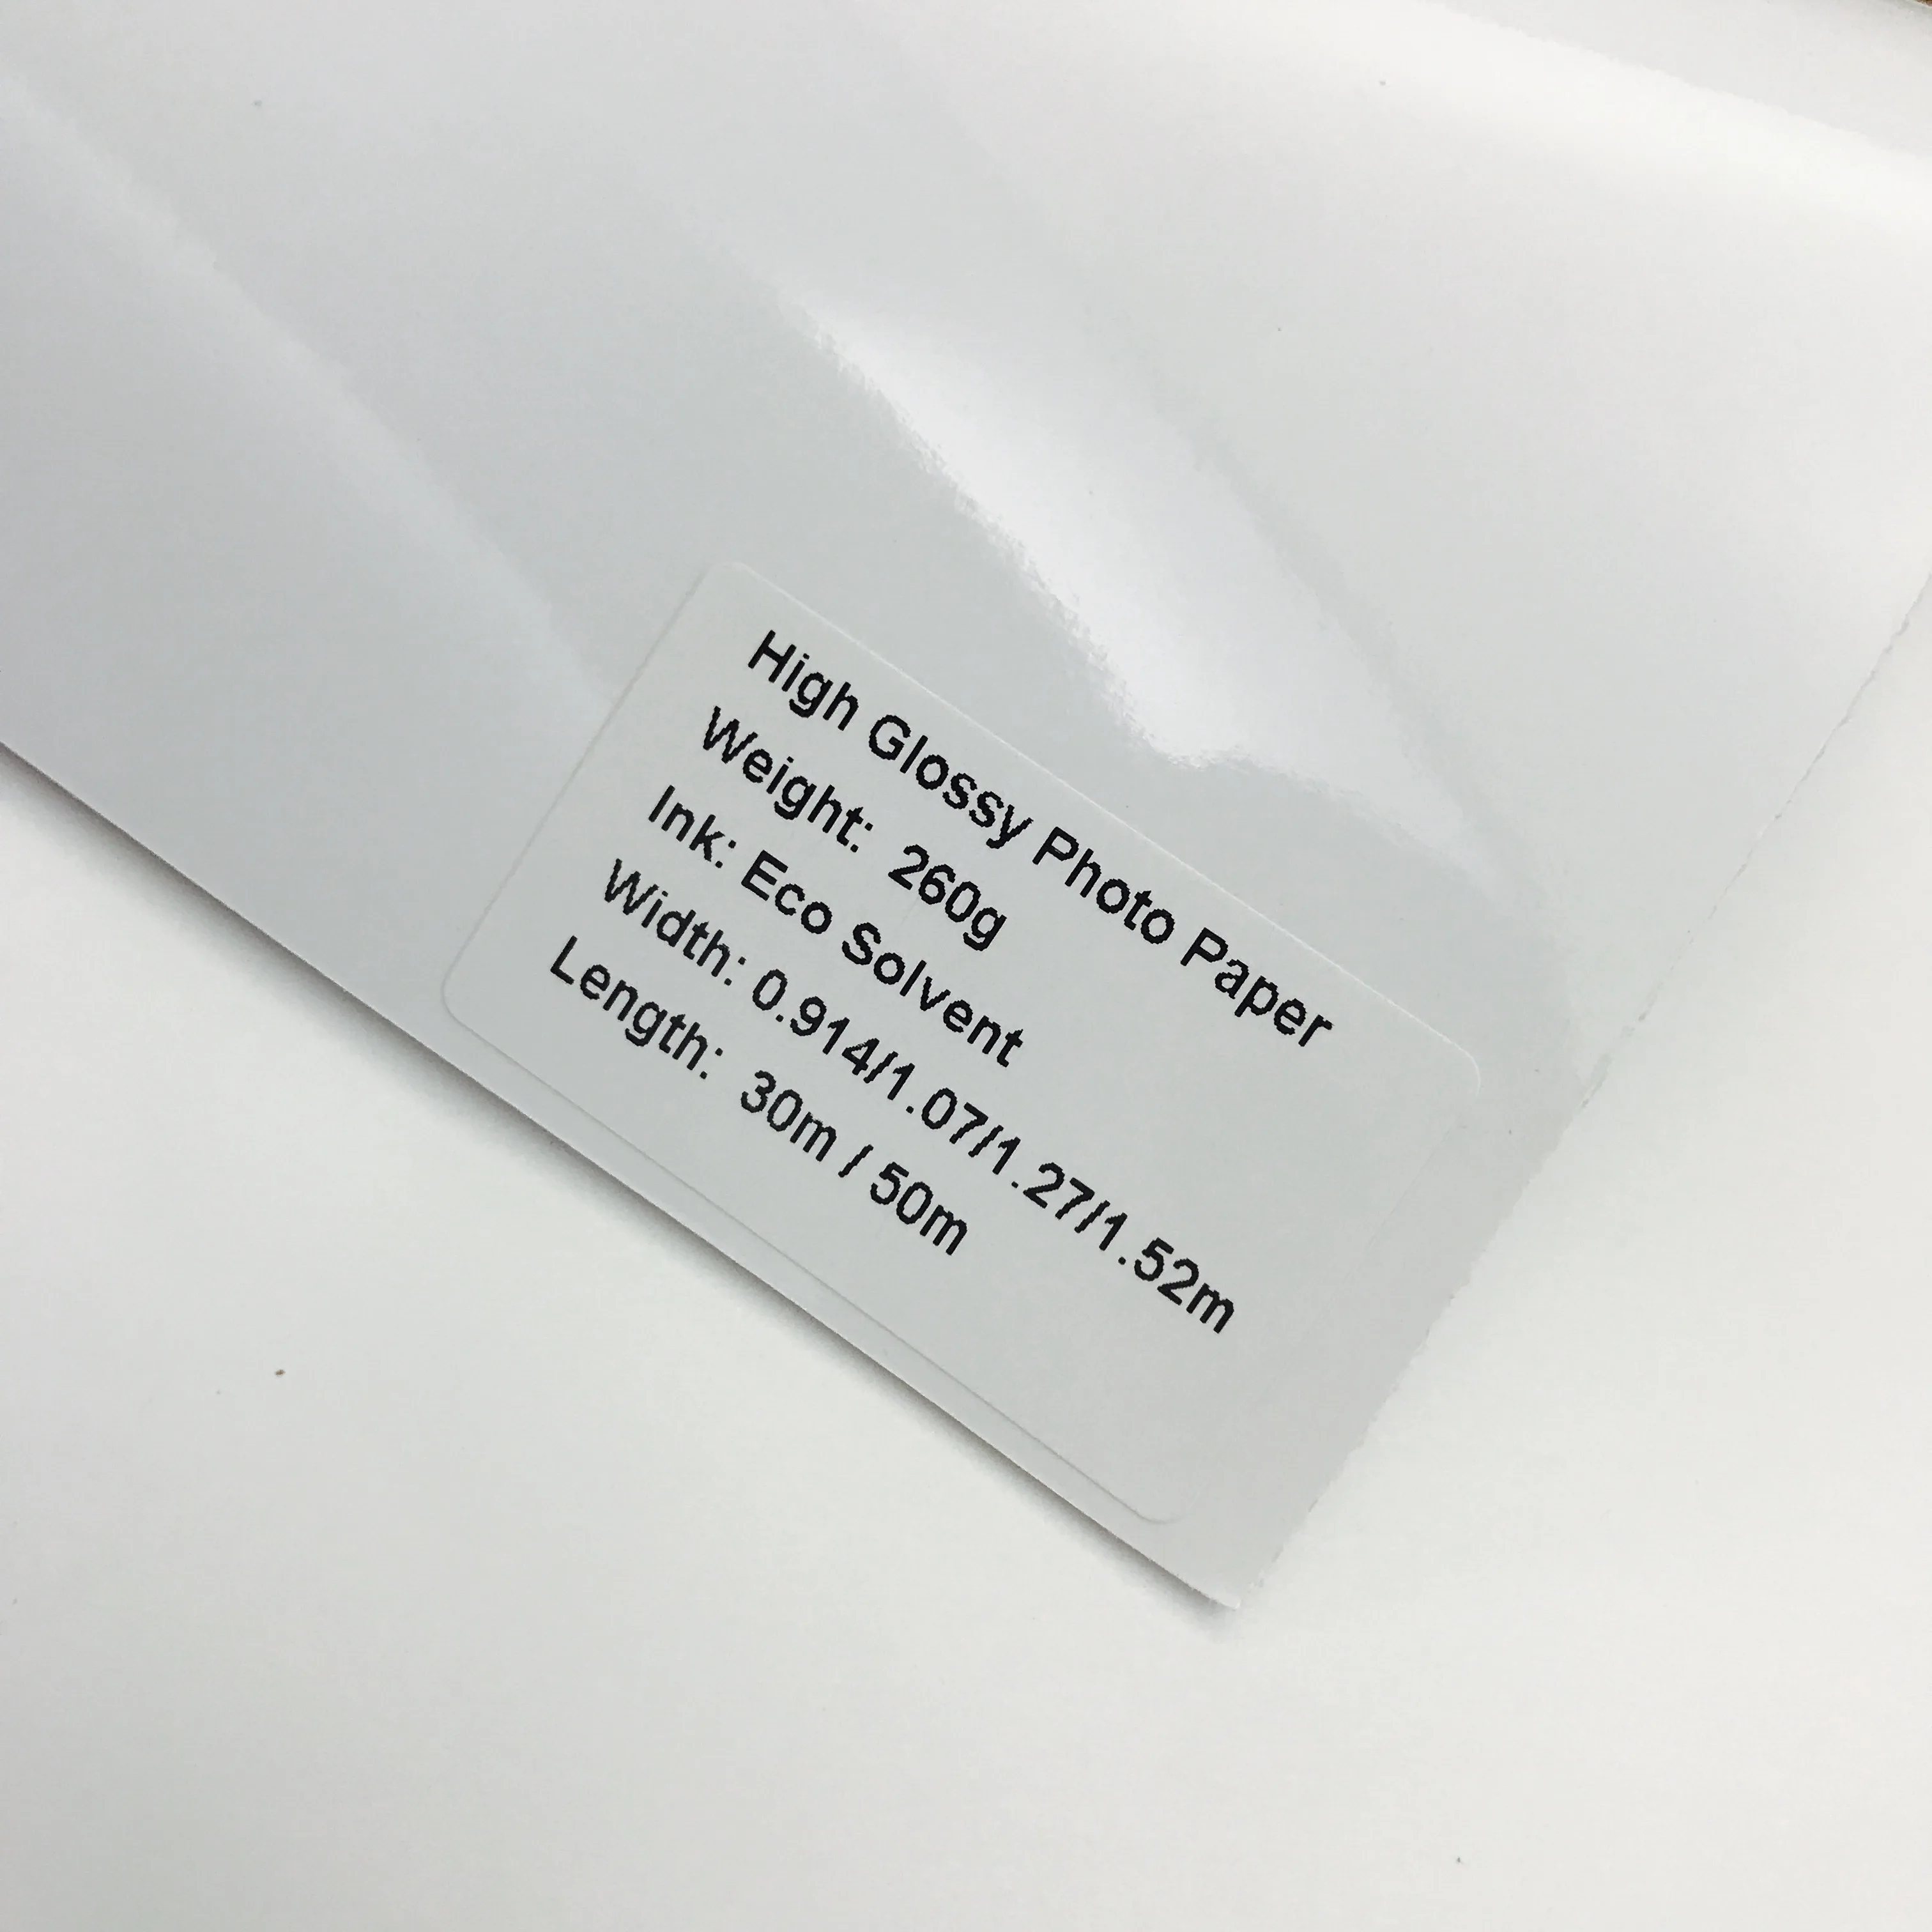 High Glossy Photo Paper
Weight: 260g
Ink: Eco Solvent
Width: 0.914/1.07/1.27/1.52m
Length: 30m / 50m